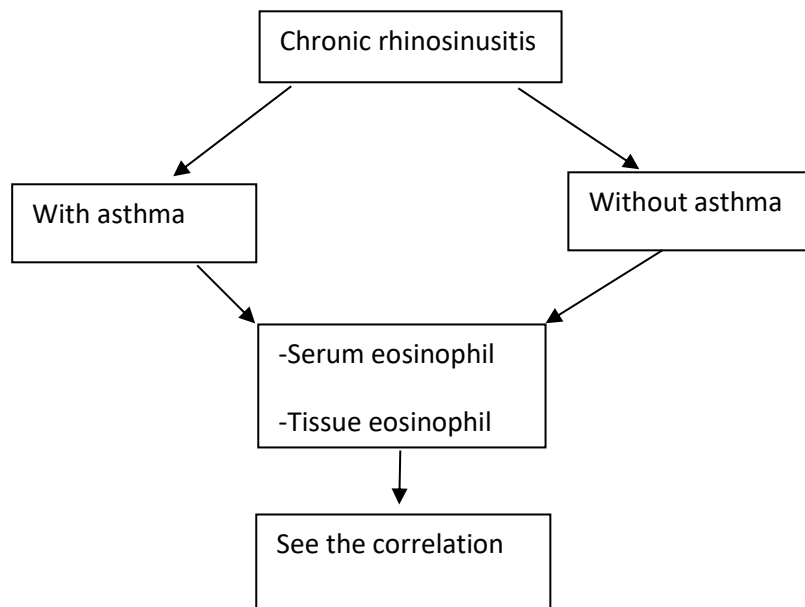 Chronic rhinosinusitis
With asthma
Without asthma
-Serum eosinophil
-Tissue eosinophil
See the correlation